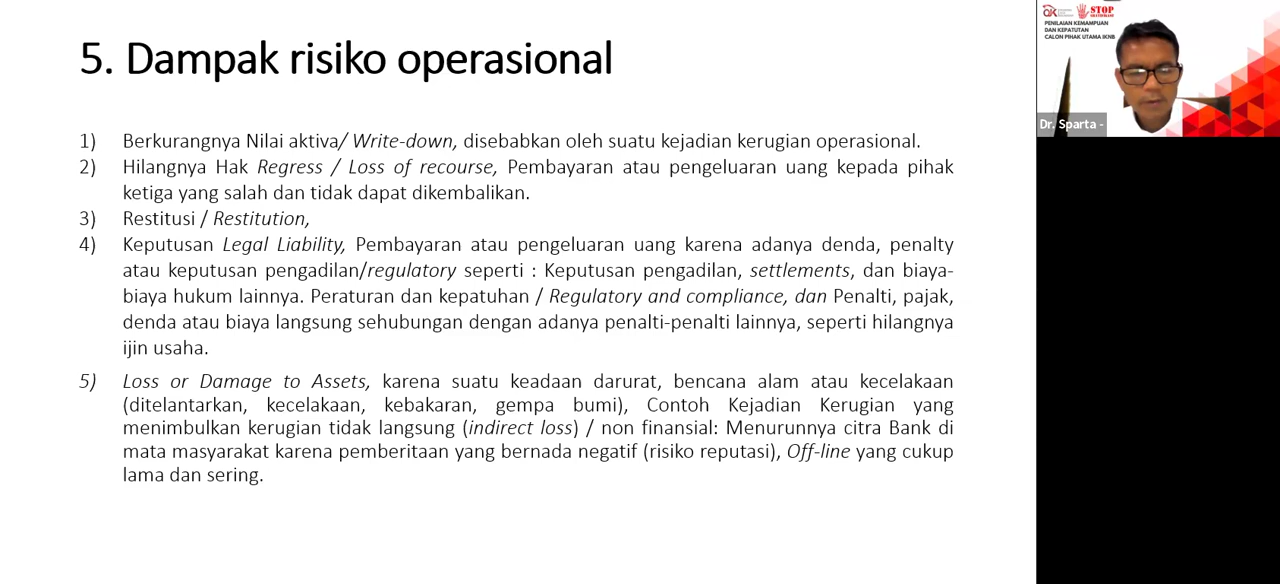 5. Dampak risiko operasional
1) Berkurangnya Nilai aktiva/ Write-down, disebabkan oleh suatu kejadian kerugian operasional.
2) Hilangnya Hak Regress / Loss of recourse, Pembayaran atau pengeluaran uang kepada pihak
ketiga yang salah dan tidak dapat dikembalikan.
3) Restitusi / Restitution,
4) Keputusan Legal Liability, Pembayaran atau pengeluaran uang karena adanya denda, penalty
atau keputusan pengadilan/regulatory seperti : Keputusan pengadilan, settlements, dan biaya-
biaya hukum lainnya. Peraturan dan kepatuhan / Regulatory and compliance, dan Penalti, pajak,
denda atau biaya langsung sehubungan dengan adanya penalti-penalti lainnya, seperti hilangnya
ijin usaha.
5) Loss or Damage to Assets, karena suatu keadaan darurat, bencana alam atau kecelakaan
(ditelantarkan, kecelakaan, kebakaran, gempa bumi), Contoh Kejadian Kerugian yang
menimbulkan kerugian tidak langsung (indirect loss) / non finansial: Menurunnya citra Bank di
mata masyarakat karena pemberitaan yang bernada negatif (risiko reputasi), Off-line yang cukup
lama dan sering.
STOP
PENILAIAN KEMAMPUAN
DAN KEPATUTAN
CALON PIHAK UTAMA IKNB
Dr. Sparta -